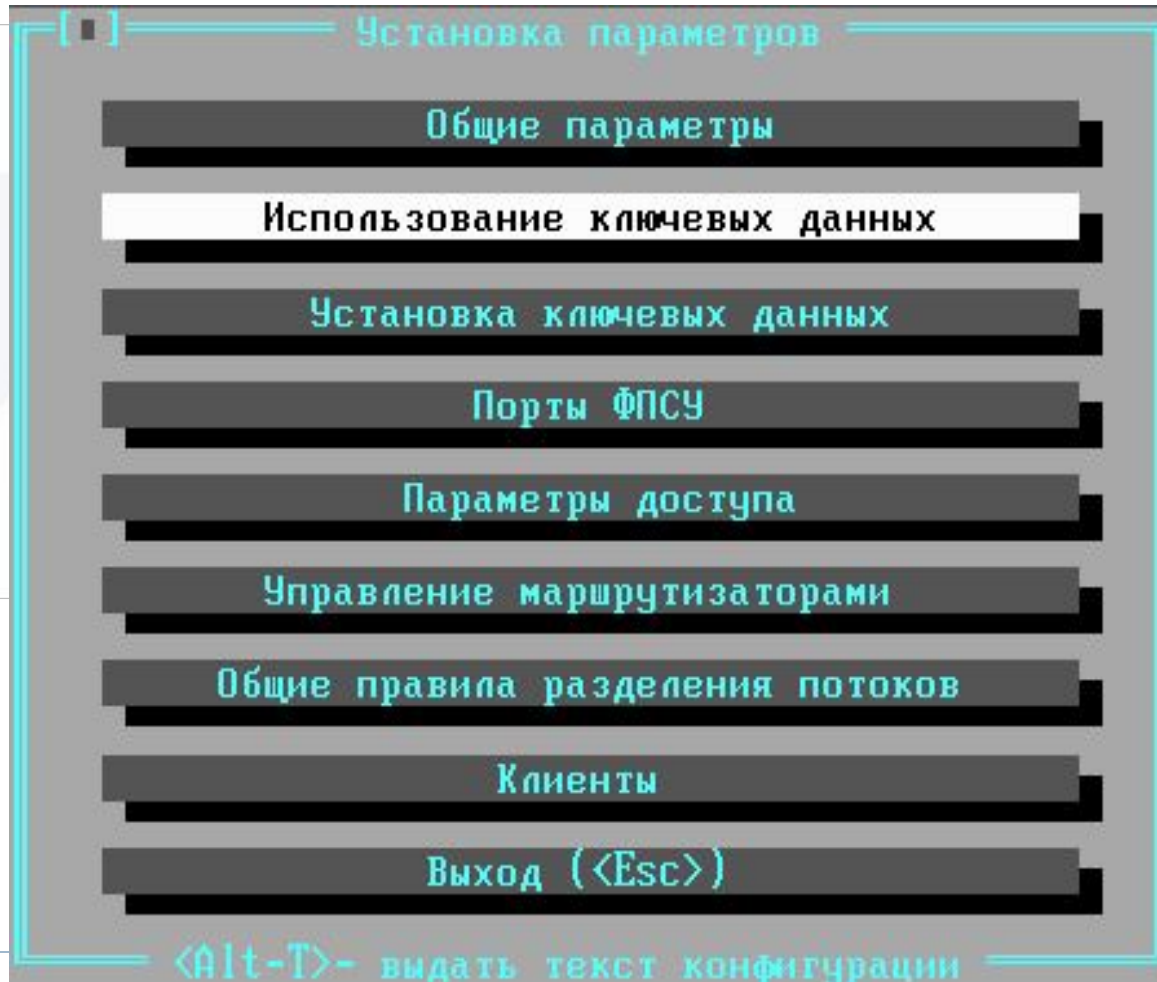 [▮] Установка параметров
Общие параметры
Использование ключевых данных
Установка ключевых данных
Порты ФПСУ
Параметры доступа
Управление маршрутизаторами
Общие правила разделения потоков
Клиенты
Выход (<Esc>)
<Alt-T>- выдать текст конфигурации